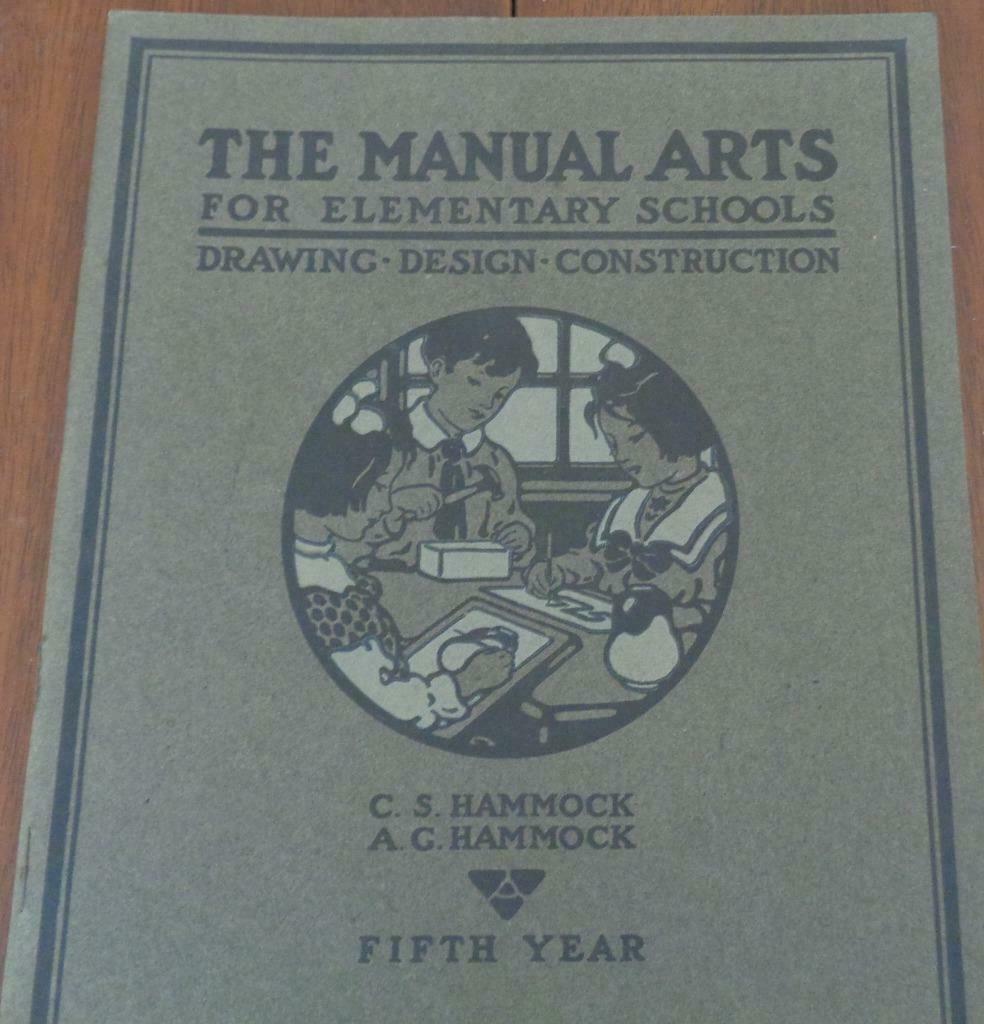 THE MANUAL ARTS
FOR ELEMENTARY SCHOOLS
DRAWING · DESIGN · CONSTRUCTION
C. S. HAMMOCK
A. G. HAMMOCK
FIFTH YEAR